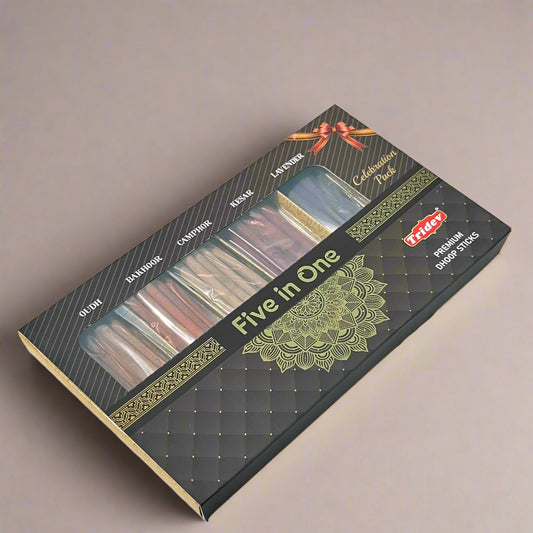 OUDH
BAKHOOR
CAMPHOR
KESAR
LAVENDER
Celebration
Pack
Five in One
Tridev
PREMIUM
DHOOP STICKS